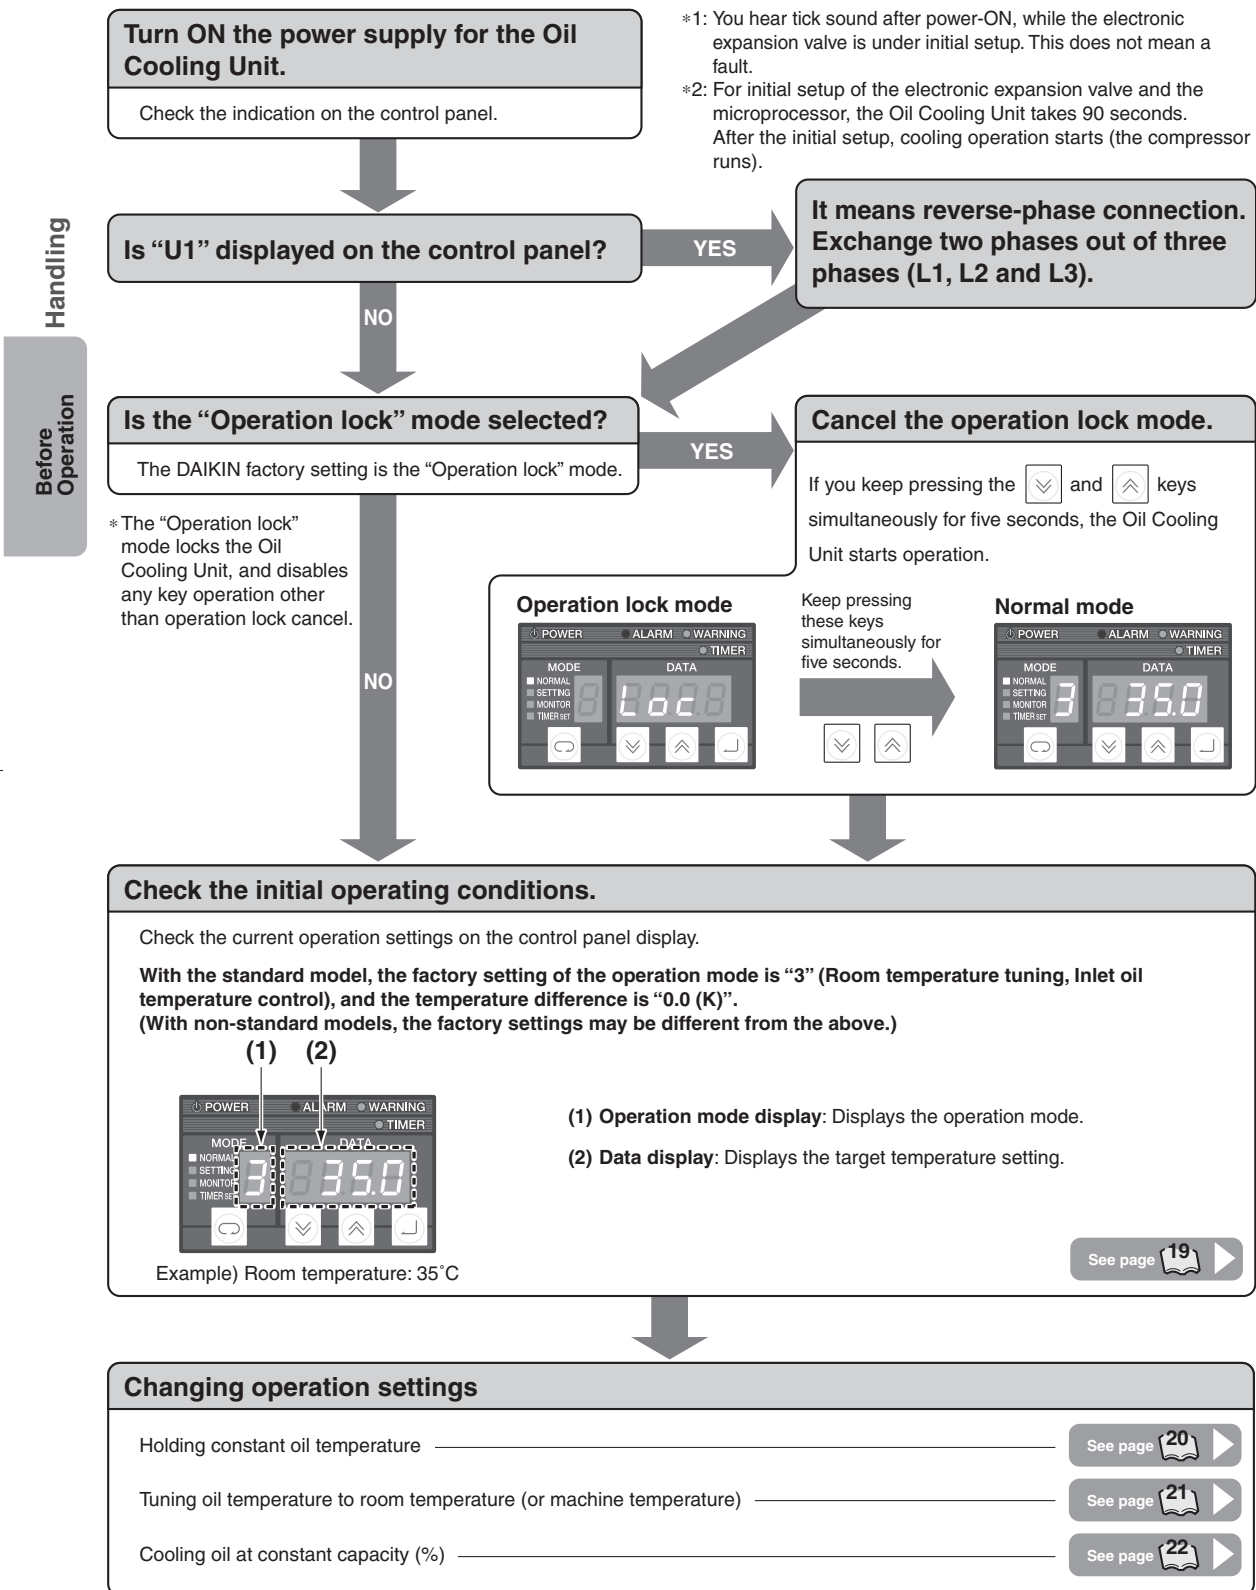 Turn ON the power supply for the Oil
Cooling Unit.
Check the indication on the control panel.
*1: You hear tick sound after power-ON, while the electronic
expansion valve is under initial setup. This does not mean a
fault.
*2: For initial setup of the electronic expansion valve and the
microprocessor, the Oil Cooling Unit takes 90 seconds.
After the initial setup, cooling operation starts (the compressor
runs).
Handling
Before
Operation
Is “U1” displayed on the control panel?
YES
It means reverse-phase connection.
Exchange two phases out of three
phases (L1, L2 and L3).
NO
Is the “Operation lock” mode selected?
The DAIKIN factory setting is the “Operation lock” mode.
YES
* The “Operation lock”
mode locks the Oil
Cooling Unit, and disables
any key operation other
than operation lock cancel.
NO
Cancel the operation lock mode.
If you keep pressing the and keys
simultaneously for five seconds, the Oil Cooling
Unit starts operation.
Operation lock mode
POWER ALARM WARNING
TIMER
MODE DATA
NORMAL
SETTING
MONITOR
TIMER SET
Loc
Keep pressing
these keys
simultaneously for
five seconds.
Normal mode
POWER ALARM WARNING
TIMER
MODE DATA
NORMAL
SETTING
MONITOR
TIMER SET
3 35.0
Check the initial operating conditions.
Check the current operation settings on the control panel display.
With the standard model, the factory setting of the operation mode is “3” (Room temperature tuning, Inlet oil
temperature control), and the temperature difference is “0.0 (K)”.
(With non-standard models, the factory settings may be different from the above.)
(1) (2)
POWER ALARM WARNING
TIMER
MODE DATA
NORMAL
SETTING
MONITOR
TIMER SET
3 35.0
Example) Room temperature: 35˚C
(1) Operation mode display: Displays the operation mode.
(2) Data display: Displays the target temperature setting.
See page 19
Changing operation settings
Holding constant oil temperature See page 20
Tuning oil temperature to room temperature (or machine temperature) See page 21
Cooling oil at constant capacity (%) See page 22